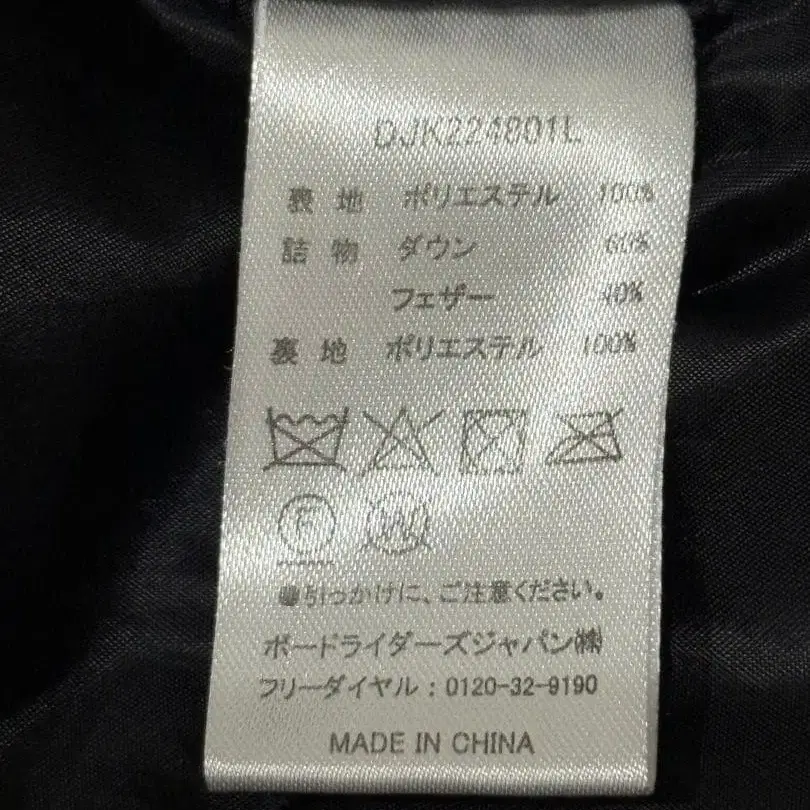 DJK224801L
表 地 ポリエステル 100%
詰 物 ダウン 60%
フェザー 40%
裏 地 ポリエステル 100%
F W
●引っかけに、ご注意ください。
ボードライダーズジャパン㈱
フリーダイヤル：0120-32-9190
MADE IN CHINA